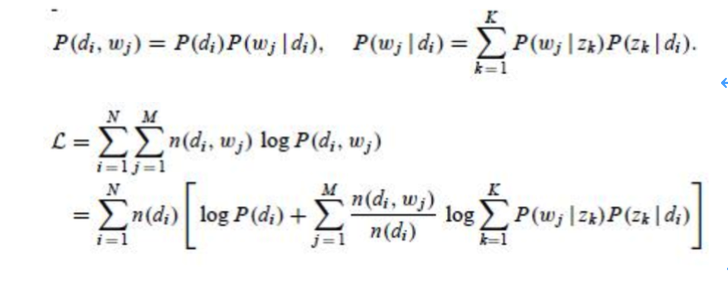 P(d_i, w_j) = P(d_i)P(w_j | d_i),   P(w_j | d_i) = \sum_{k=1}^{K} P(w_j | z_k)P(z_k | d_i).
\mathcal{L} = \sum_{i=1}^{N} \sum_{j=1}^{M} n(d_i, w_j) \log P(d_i, w_j)
= \sum_{i=1}^{N} n(d_i) \left[ \log P(d_i) + \sum_{j=1}^{M} \frac{n(d_i, w_j)}{n(d_i)} \log \sum_{k=1}^{K} P(w_j | z_k)P(z_k | d_i) \right]